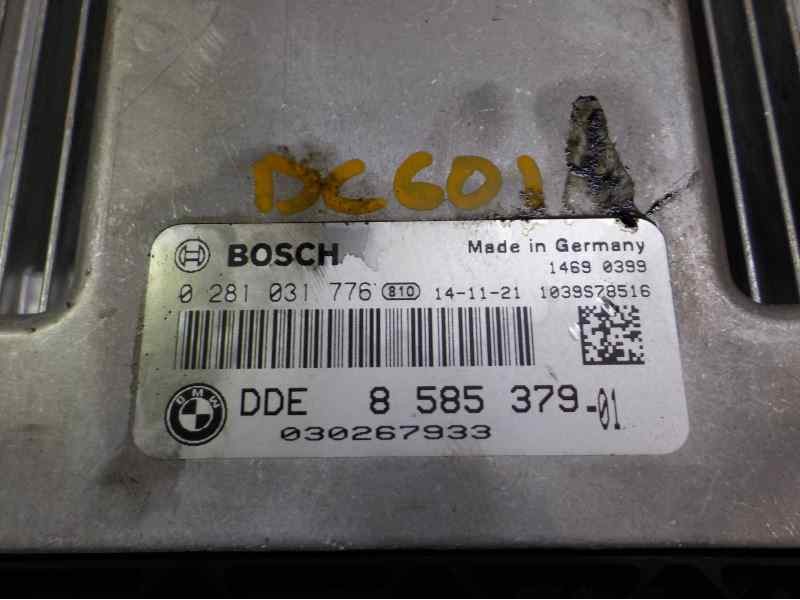 DC601
BOSCH
Made in Germany
1469 0399
0 281 031 776 810 14-11-21 1039S78516
BMW
DDE 8 585 379-01
030267933